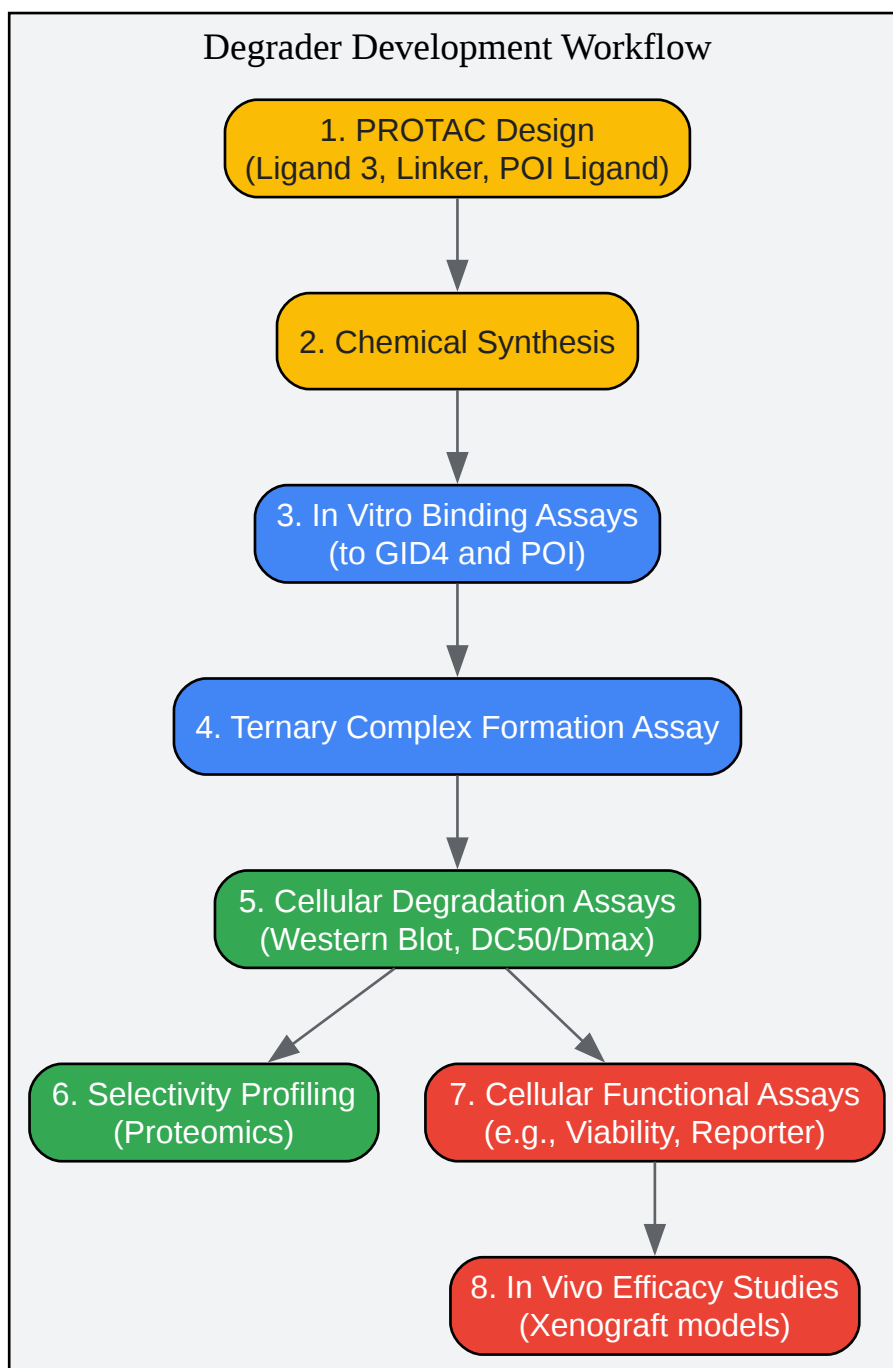 Degrader Development Workflow
1. PROTAC Design
(Ligand 3, Linker, POI Ligand)
2. Chemical Synthesis
3. In Vitro Binding Assays
(to GID4 and POI)
4. Ternary Complex Formation Assay
5. Cellular Degradation Assays
(Western Blot, DC50/Dmax)
6. Selectivity Profiling
(Proteomics)
7. Cellular Functional Assays
(e.g., Viability, Reporter)
8. In Vivo Efficacy Studies
(Xenograft models)